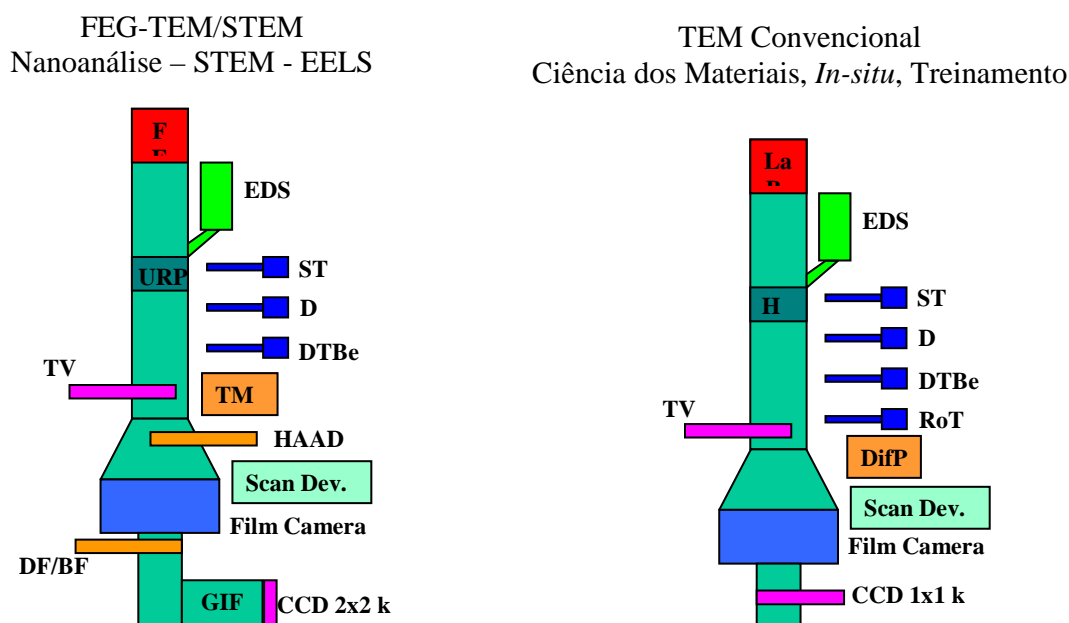 FEG-TEM/STEM
Nanoanálise – STEM - EELS
F
EDS
URP
ST
D
DTBe
TV
TM
HAAD
Scan Dev.
Film Camera
DF/BF
GIF
CCD 2x2 k
TEM Convencional
Ciência dos Materiais, In-situ, Treinamento
La
EDS
H
ST
D
DTBe
RoT
TV
DifP
Scan Dev.
Film Camera
CCD 1x1 k